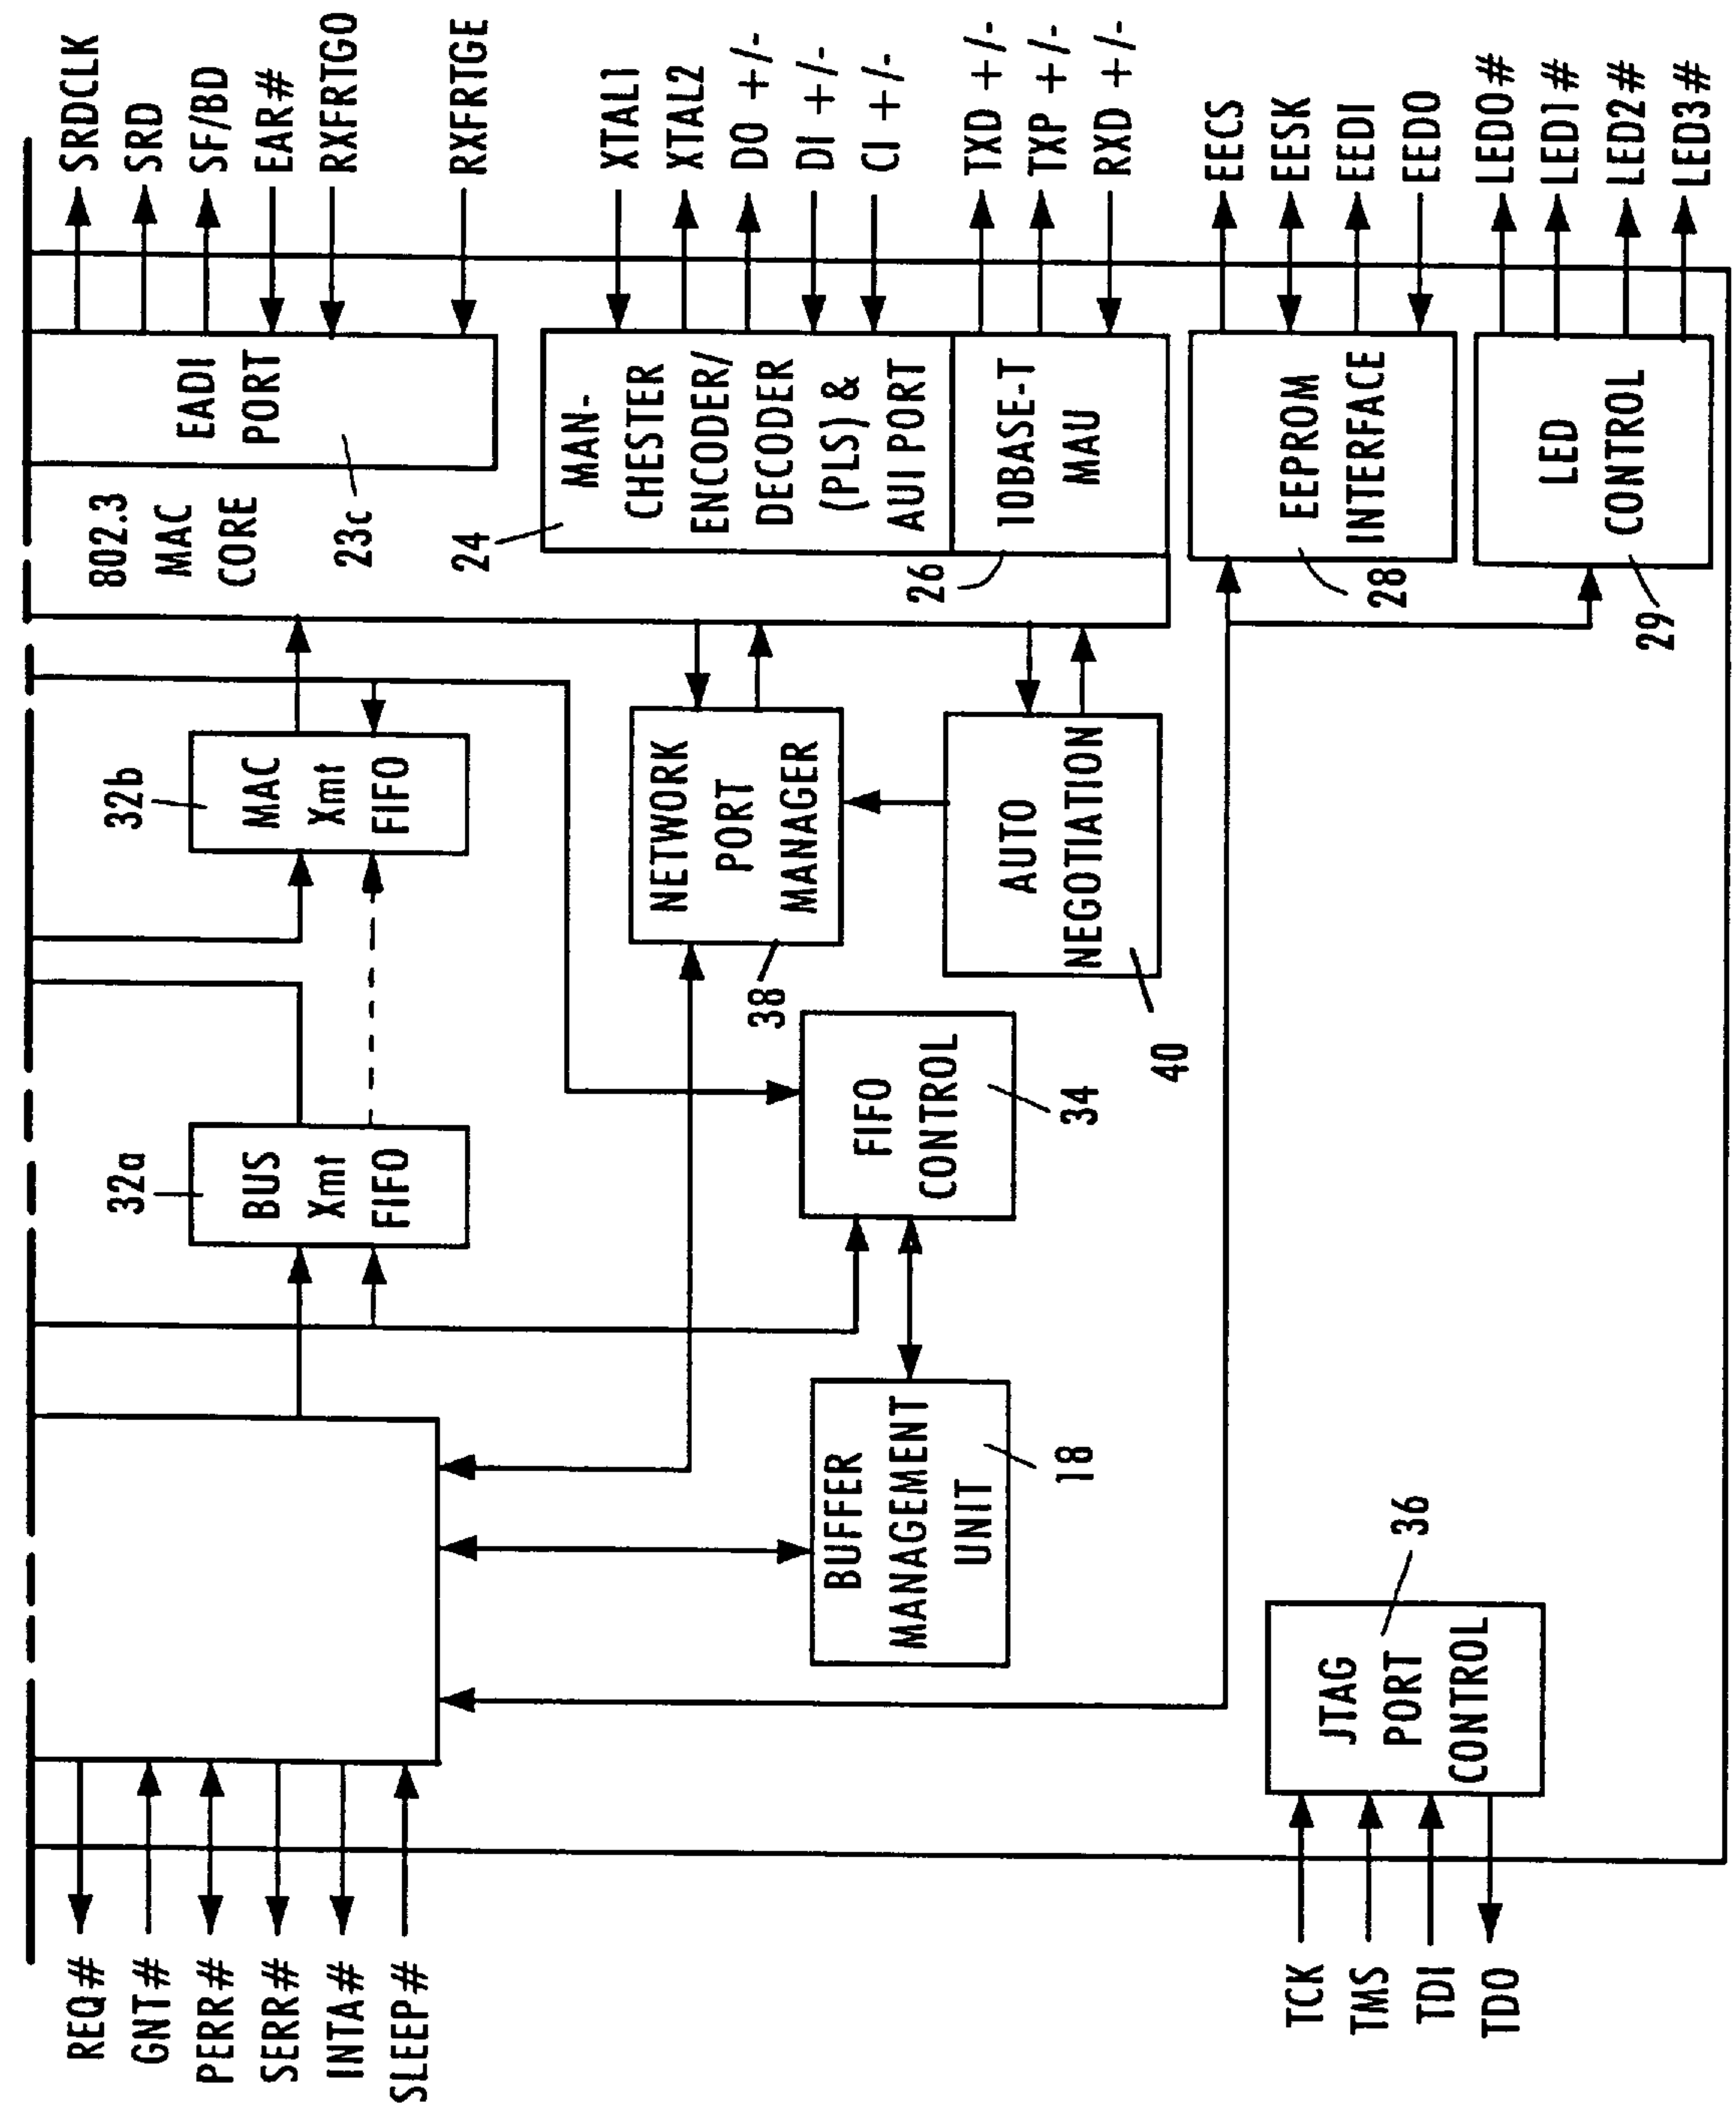 REQ#
GNT#
PERR#
SERR#
INTA#
SLEEP#
TCK
TMS
TDI
TDO
JTAG
PORT
CONTROL
36
32a
BUS
Xmt
FIFO
BUFFER
MANAGEMENT
UNIT
18
FIFO
CONTROL
34
32b
MAC
Xmt
FIFO
NETWORK
PORT
MANAGER
38
AUTO
NEGOTIATION
40
802.3
MAC
CORE
EADI
PORT
23c
24
MAN-
CHESTER
ENCODER/
DECODER
(PLS) &
AUI PORT
26
10BASE-T
MAU
EEPROM
INTERFACE
28
LED
CONTROL
29
SRDCLK
SRD
SF/BD
EAR#
RXFRTGO
RXFRTGE
XTAL1
XTAL2
DO +/-
DI +/-
CI +/-
TXD +/-
TXP +/-
RXD +/-
EECS
EESK
EEDI
EEDO
LED0#
LED1#
LED2#
LED3#